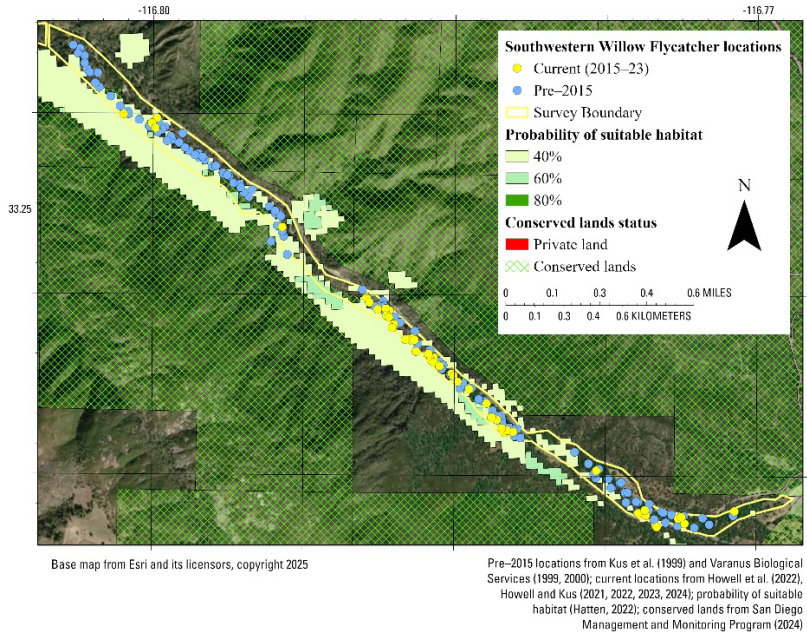 -116.80
-116.77
33.25
Southwestern Willow Flycatcher locations
Current (2015–23)
Pre–2015
Survey Boundary
Probability of suitable habitat
40%
60%
80%
Conserved lands status
Private land
Conserved lands
N
0 0.1 0.3 0.4 0.6 MILES
0 0.1 0.3 0.4 0.6 KILOMETERS
Base map from Esri and its licensors, copyright 2025
Pre–2015 locations from Kus et al. (1999) and Varanus Biological
Services (1999, 2000); current locations from Howell et al. (2022),
Howell and Kus (2021, 2022, 2023, 2024); probability of suitable
habitat (Hatten, 2022); conserved lands from San Diego
Management and Monitoring Program (2024)